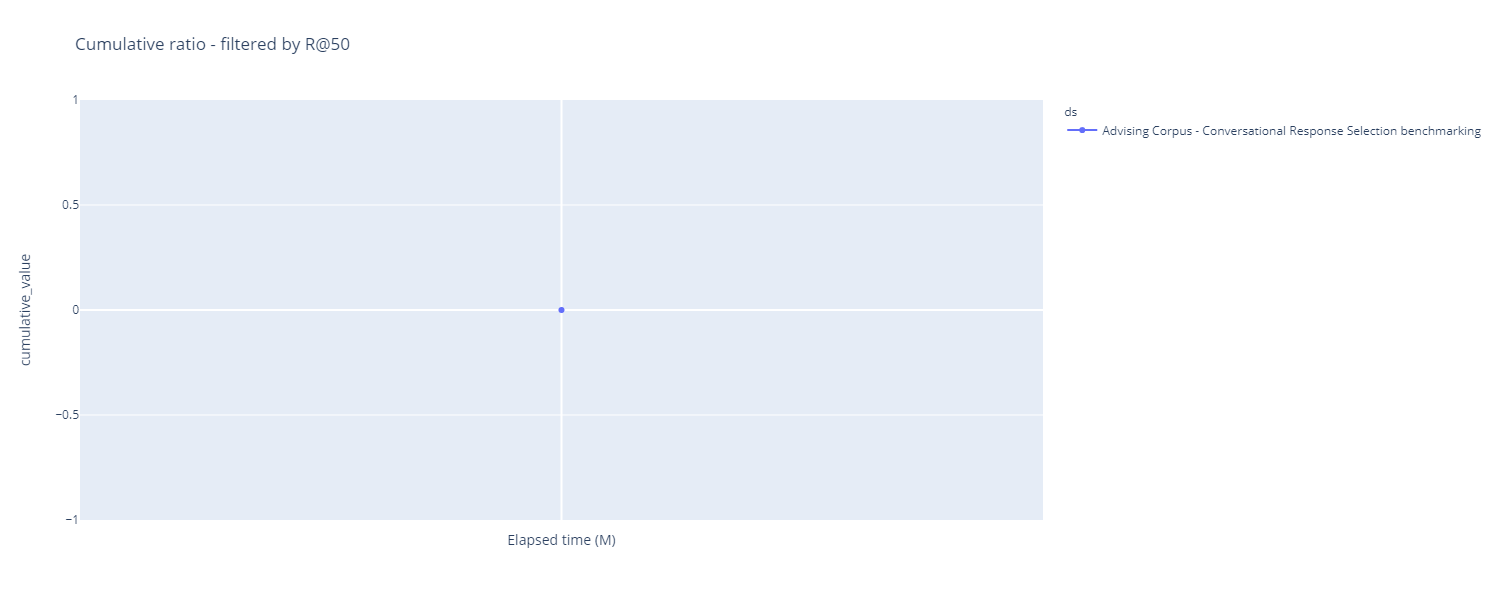 Cumulative ratio - filtered by R@50
1
0.5
0
−0.5
−1
cumulative_value
Elapsed time (M)
ds
Advising Corpus - Conversational Response Selection benchmarking